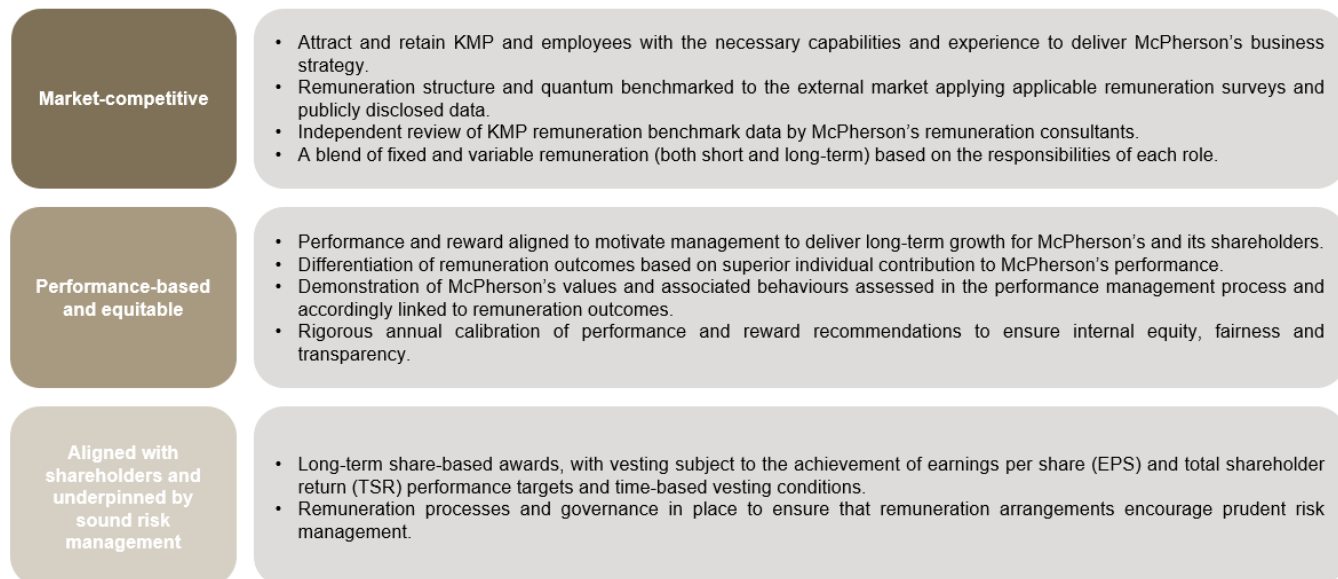 Market-competitive
• Attract and retain KMP and employees with the necessary capabilities and experience to deliver McPherson's business
strategy.
• Remuneration structure and quantum benchmarked to the external market applying applicable remuneration surveys and
publicly disclosed data.
• Independent review of KMP remuneration benchmark data by McPherson's remuneration consultants.
• A blend of fixed and variable remuneration (both short and long-term) based on the responsibilities of each role.
Performance-based
and equitable
• Performance and reward aligned to motivate management to deliver long-term growth for McPherson's and its shareholders.
• Differentiation of remuneration outcomes based on superior individual contribution to McPherson's performance.
• Demonstration of McPherson's values and associated behaviours assessed in the performance management process and
accordingly linked to remuneration outcomes.
• Rigorous annual calibration of performance and reward recommendations to ensure internal equity, fairness and
transparency.
Aligned with
shareholders and
underpinned by
sound risk
management
• Long-term share-based awards, with vesting subject to the achievement of earnings per share (EPS) and total shareholder
return (TSR) performance targets and time-based vesting conditions.
• Remuneration processes and governance in place to ensure that remuneration arrangements encourage prudent risk
management.